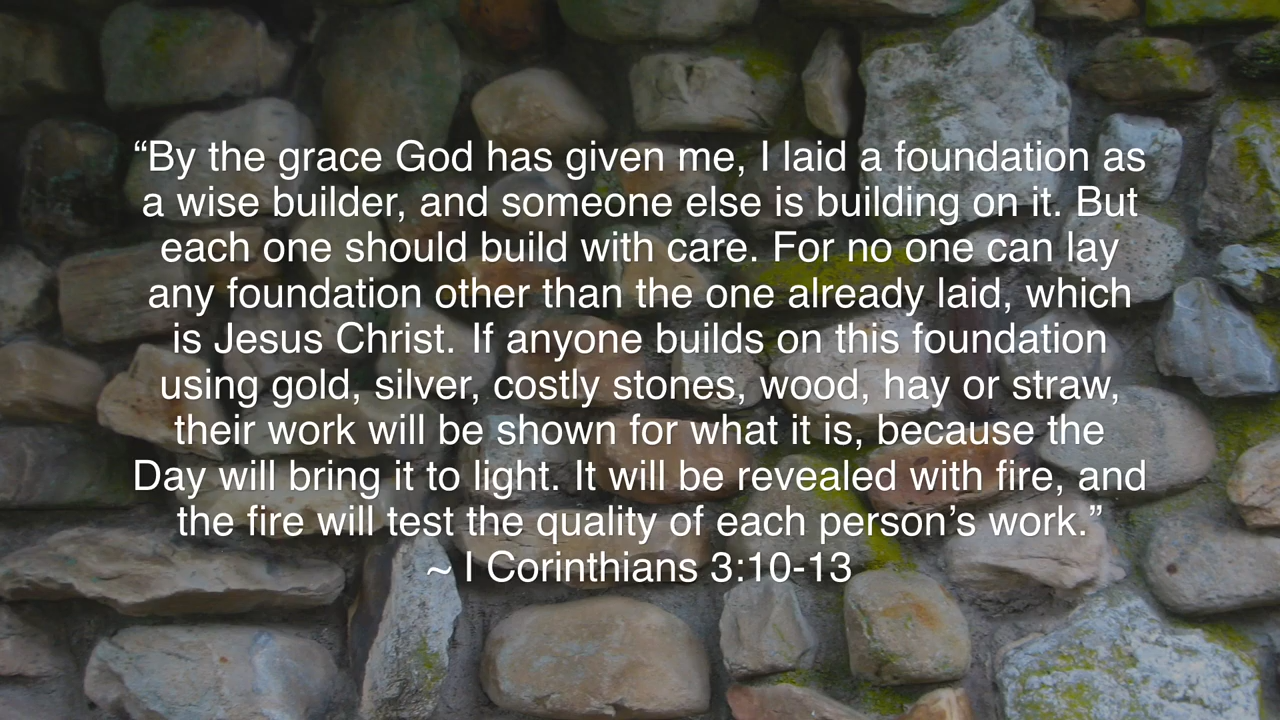 “By the grace God has given me, I laid a foundation as
a wise builder, and someone else is building on it. But
each one should build with care. For no one can lay
any foundation other than the one already laid, which
is Jesus Christ. If anyone builds on this foundation
using gold, silver, costly stones, wood, hay or straw,
their work will be shown for what it is, because the
Day will bring it to light. It will be revealed with fire, and
the fire will test the quality of each person’s work.”
~ I Corinthians 3:10-13